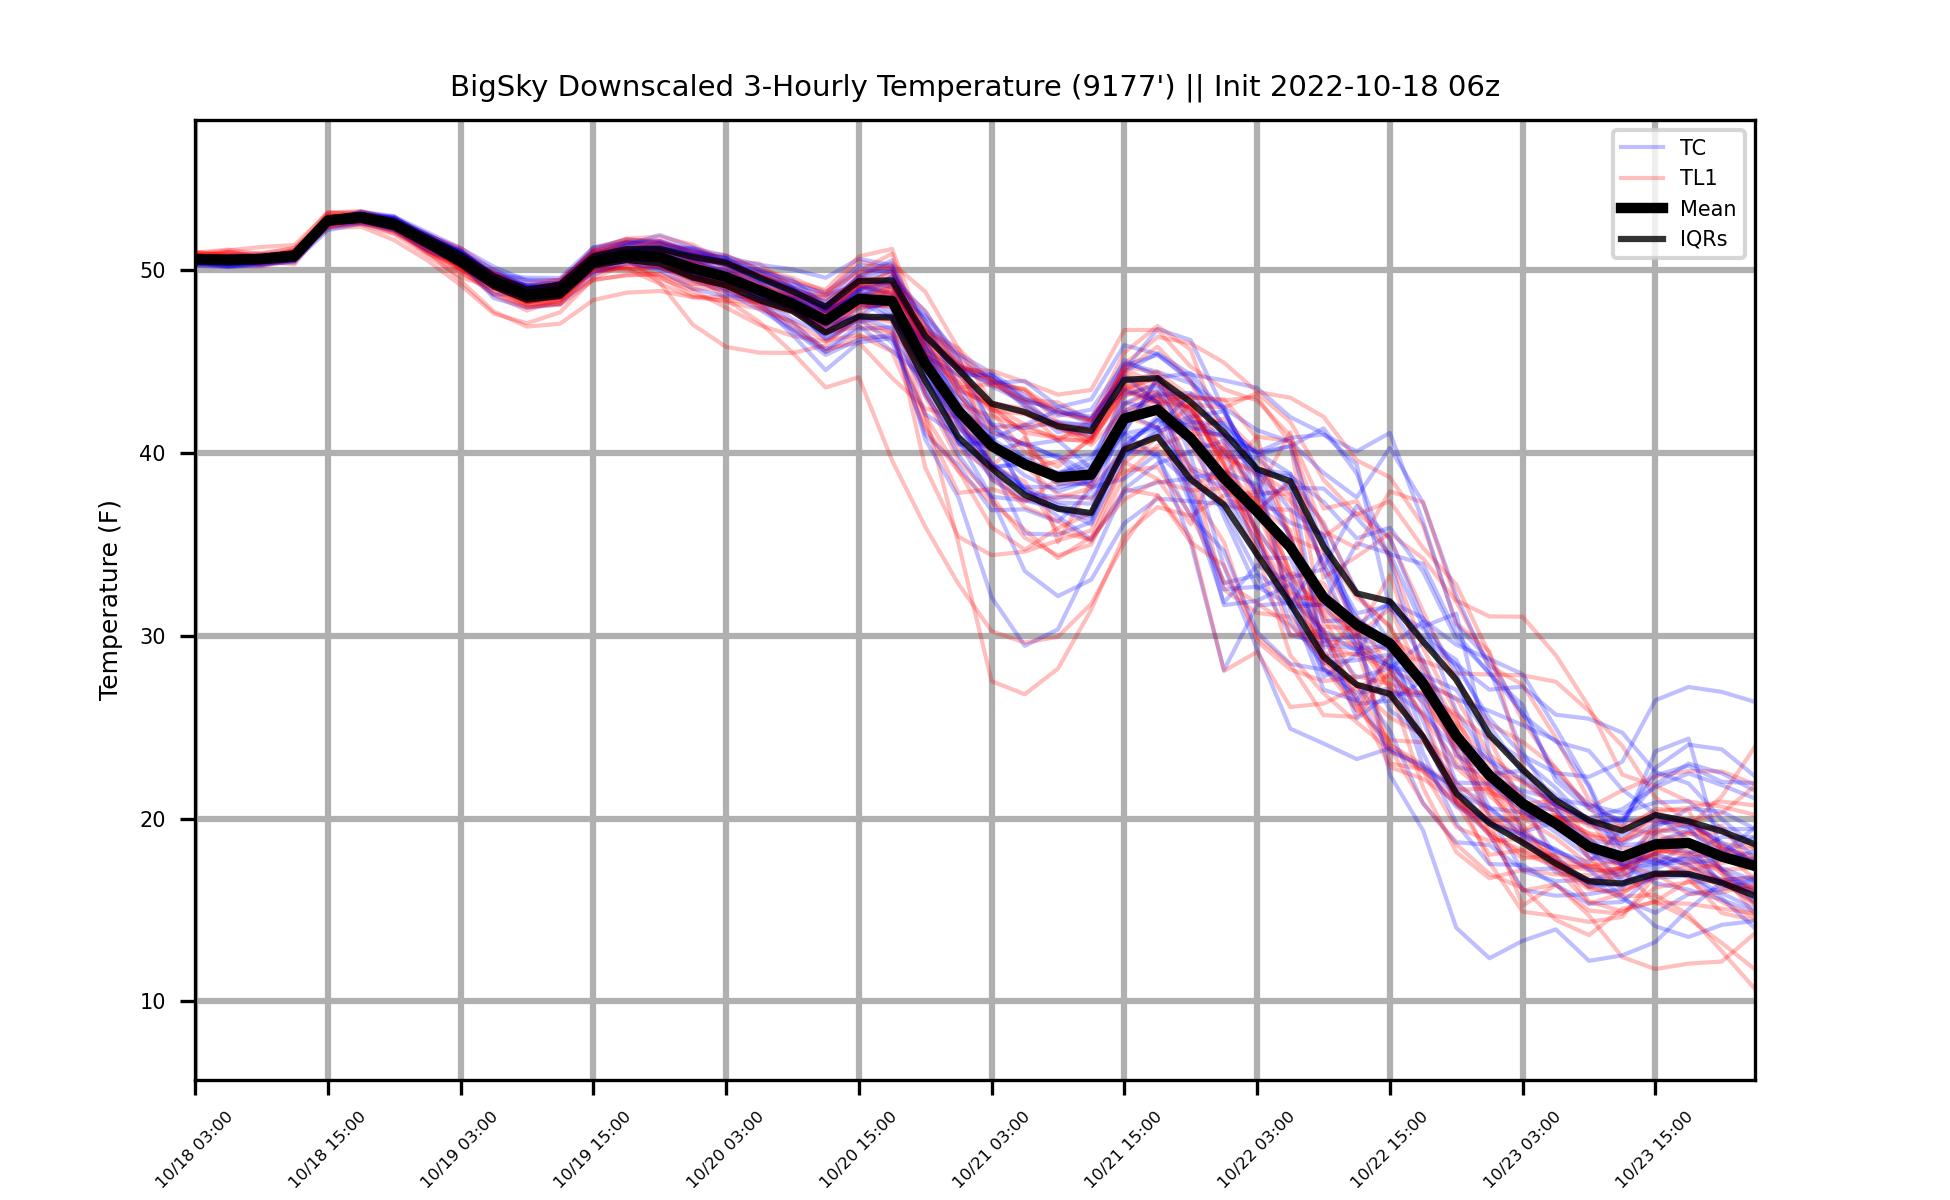 BigSky Downscaled 3-Hourly Temperature (9177') || Init 2022-10-18 06z
TC
TL1
Mean
IQRs
Temperature (F)
50
40
30
20
10
10/18 03:00
10/18 15:00
10/19 03:00
10/19 15:00
10/20 03:00
10/20 15:00
10/21 03:00
10/21 15:00
10/22 03:00
10/22 15:00
10/23 03:00
10/23 15:00